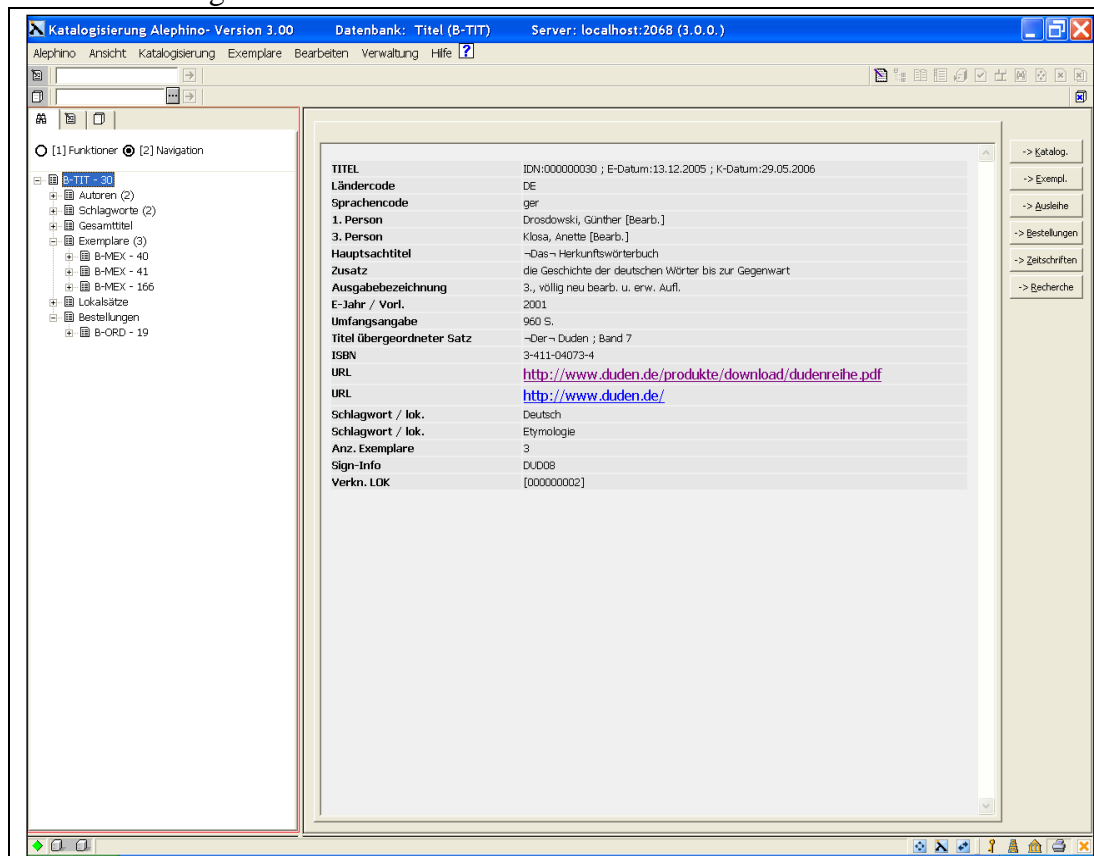 Katalogisierung Alephino- Version 3.00 Datenbank: Titel (B-TIT) Server: localhost:2068 (3.0.0.)
Alephino Ansicht Katalogisierung Exemplare Bearbeiten Verwaltung Hilfe ?
[1] Funktionen [2] Navigation
B-TIT - 30
Autoren (2)
Schlagworte (2)
Gesamttitel
Exemplare (3)
B-MEX - 40
B-MEX - 41
B-MEX - 166
Lokalsätze
Bestellungen
B-ORD - 19
TITEL IDN:000000030 ; E-Datum:13.12.2005 ; K-Datum:29.05.2006
Ländercode DE
Sprachencode ger
1. Person Drosdowski, Günther [Bearb.]
3. Person Klosa, Anette [Bearb.]
Hauptsachtitel ¬Das¬ Herkunftswörterbuch
Zusatz die Geschichte der deutschen Wörter bis zur Gegenwart
Ausgabebezeichnung 3., völlig neu bearb. u. erw. Aufl.
E-Jahr / Vorl. 2001
Umfangsangabe 960 S.
Titel übergeordneter Satz ¬Der¬ Duden ; Band 7
ISBN 3-411-04073-4
URL http://www.duden.de/produkte/download/dudenreihe.pdf
URL http://www.duden.de/
Schlagwort / lok. Deutsch
Schlagwort / lok. Etymologie
Anz. Exemplare 3
Sign-Info DUD08
Verkn. LOK [000000002]
-> Katalog.
-> Exempl.
-> Ausleihe
-> Bestellungen
-> Zeitschriften
-> Recherche